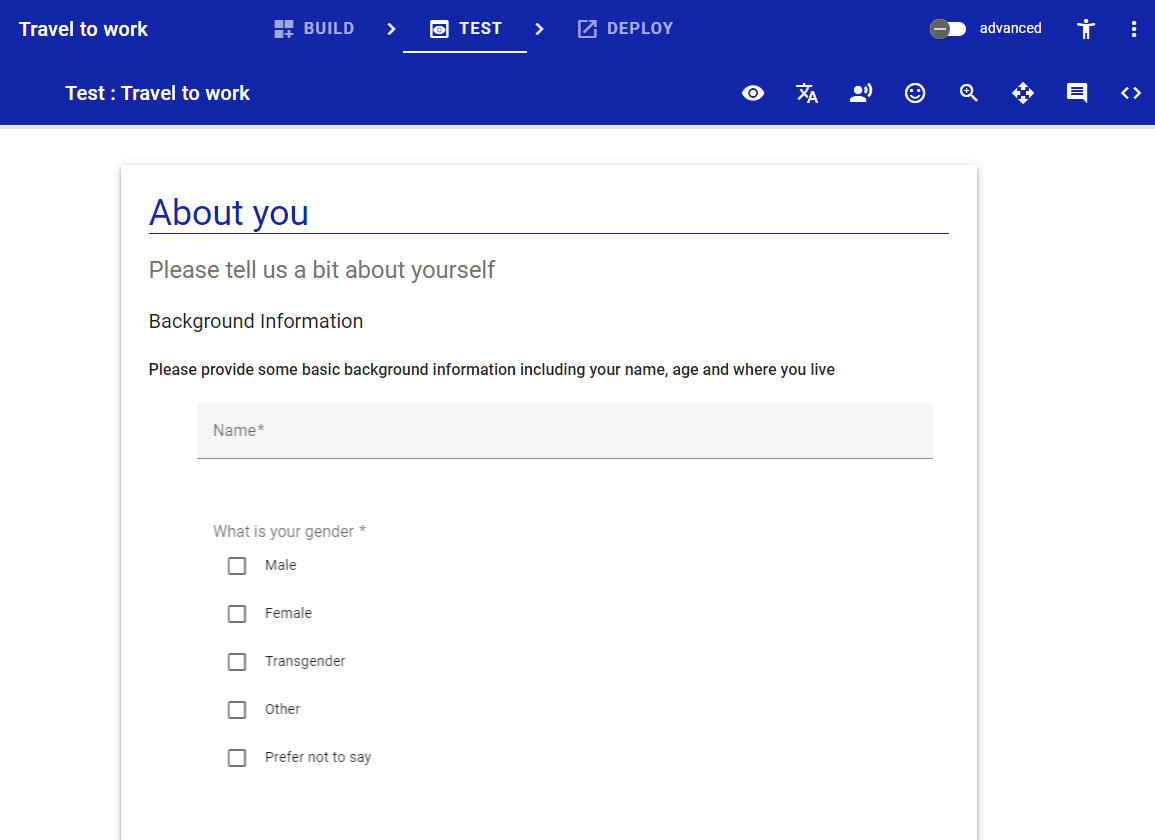 Travel to work
BUILD
TEST
DEPLOY
advanced
Test : Travel to work
About you
Please tell us a bit about yourself
Background Information
Please provide some basic background information including your name, age and where you live
Name*
What is your gender *
Male
Female
Transgender
Other
Prefer not to say